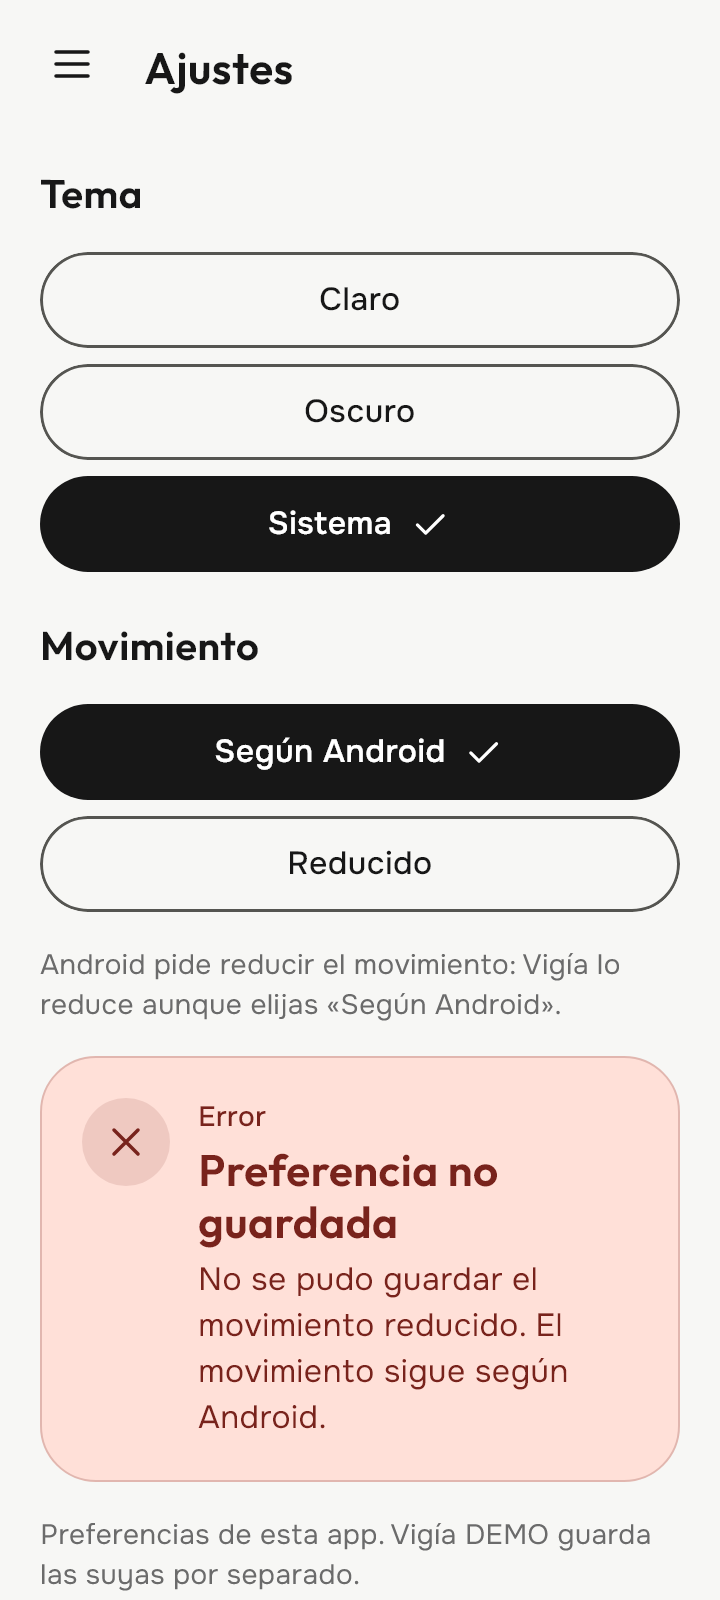 Ajustes
Tema
Claro
Oscuro
Sistema
Movimiento
Según Android
Reducido
Android pide reducir el movimiento: Vigía lo
reduce aunque elijas «Según Android».
Error
Preferencia no
guardada
No se pudo guardar el
movimiento reducido. El
movimiento sigue según
Android.
Preferencias de esta app. Vigía DEMO guarda
las suyas por separado.